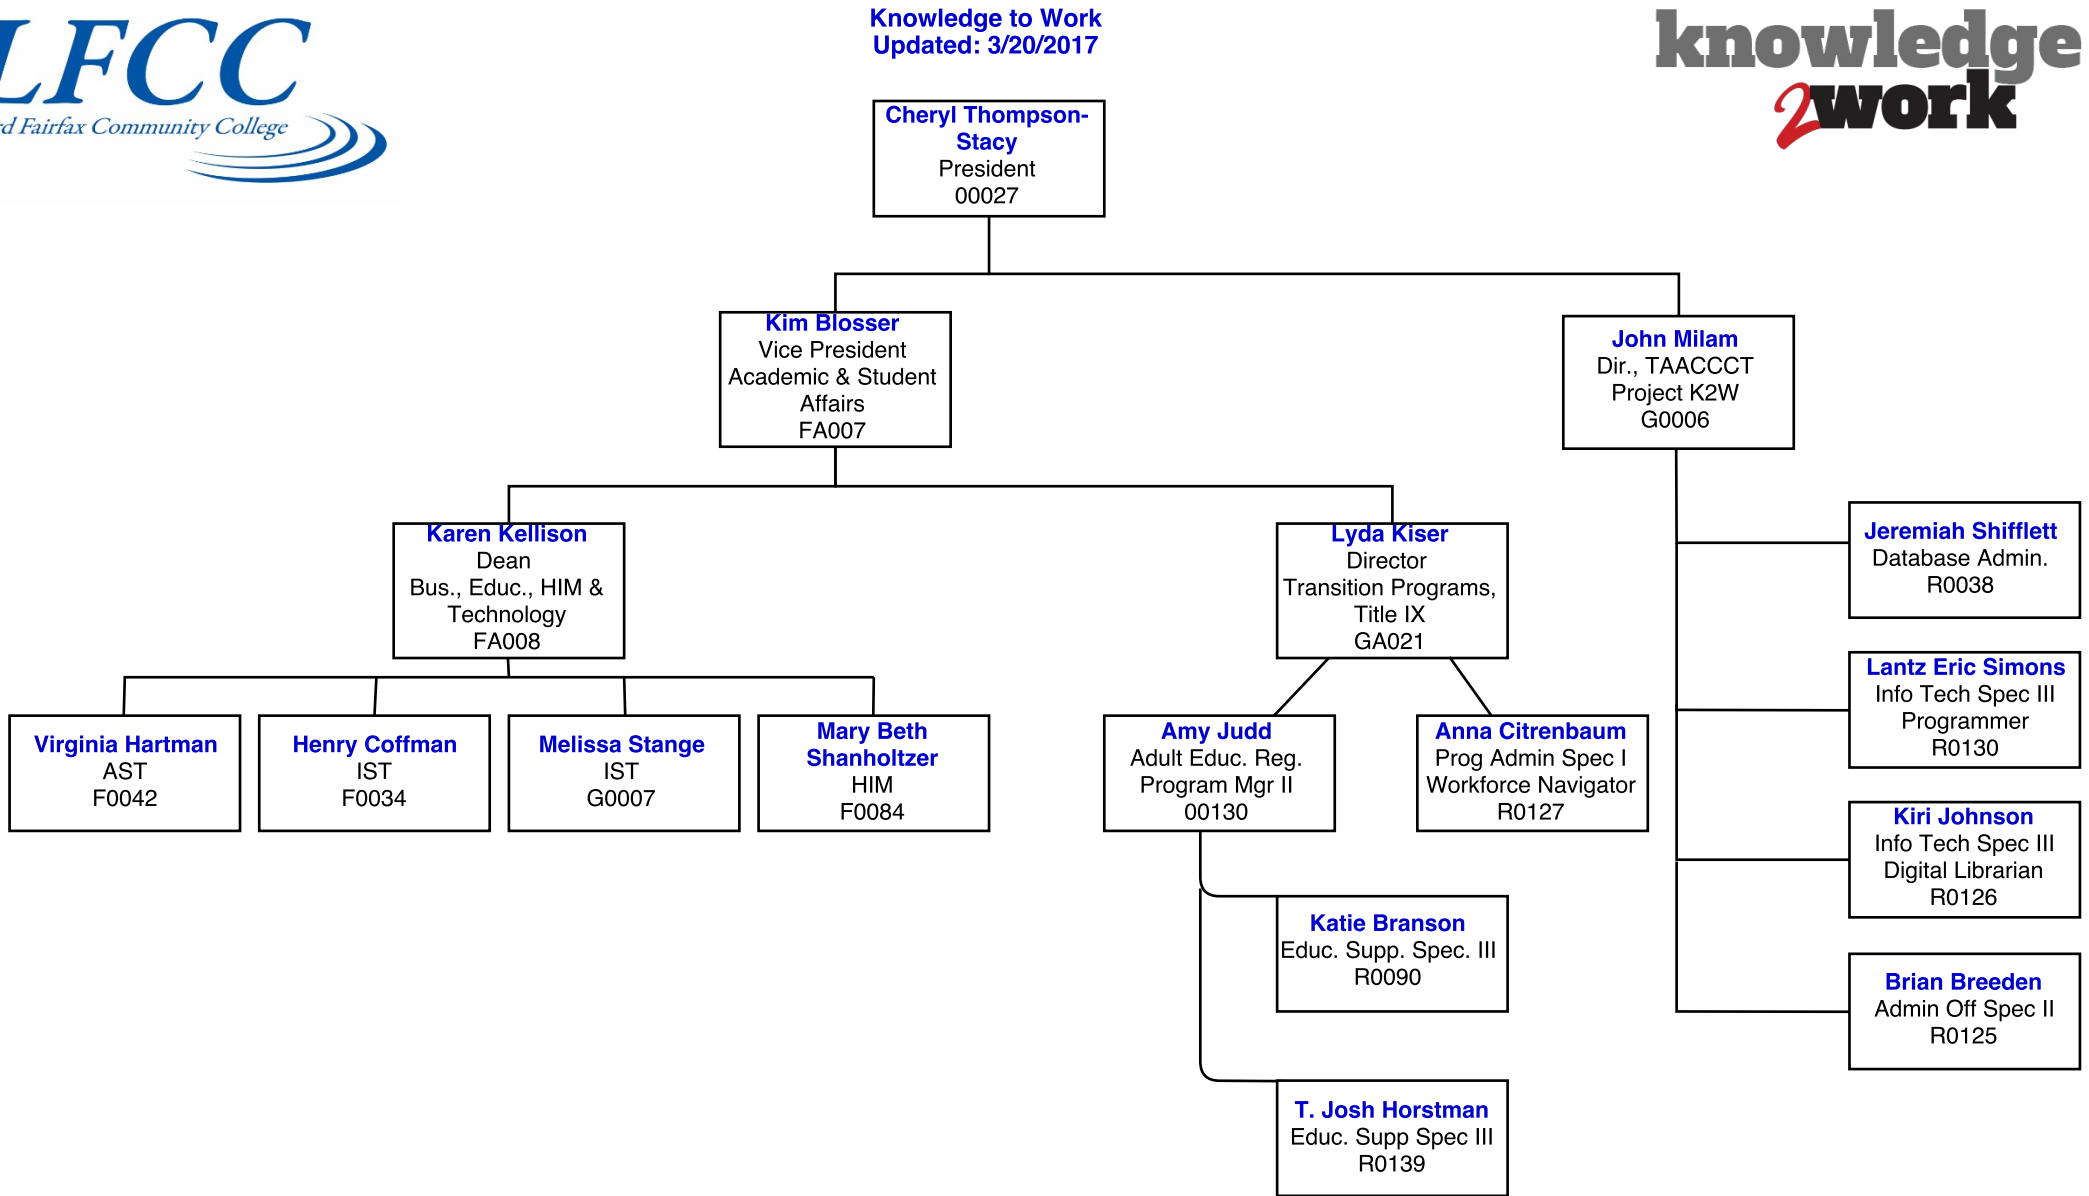 LFCC
rd Fairfax Community College
Knowledge to Work
Updated: 3/20/2017
knowledge
2work
Cheryl Thompson-
Stacy
President
00027
Kim Blosser
Vice President
Academic & Student
Affairs
FA007
John Milam
Dir., TAACCCT
Project K2W
G0006
Karen Kellison
Dean
Bus., Educ., HIM &
Technology
FA008
Lyda Kiser
Director
Transition Programs,
Title IX
GA021
Jeremiah Shifflett
Database Admin.
R0038
Lantz Eric Simons
Info Tech Spec III
Programmer
R0130
Kiri Johnson
Info Tech Spec III
Digital Librarian
R0126
Brian Breeden
Admin Off Spec II
R0125
Virginia Hartman
AST
F0042
Henry Coffman
IST
F0034
Melissa Stange
IST
G0007
Mary Beth
Shanholtzer
HIM
F0084
Amy Judd
Adult Educ. Reg.
Program Mgr II
00130
Anna Citrenbaum
Prog Admin Spec I
Workforce Navigator
R0127
Katie Branson
Educ. Supp. Spec. III
R0090
T. Josh Horstman
Educ. Supp Spec III
R0139